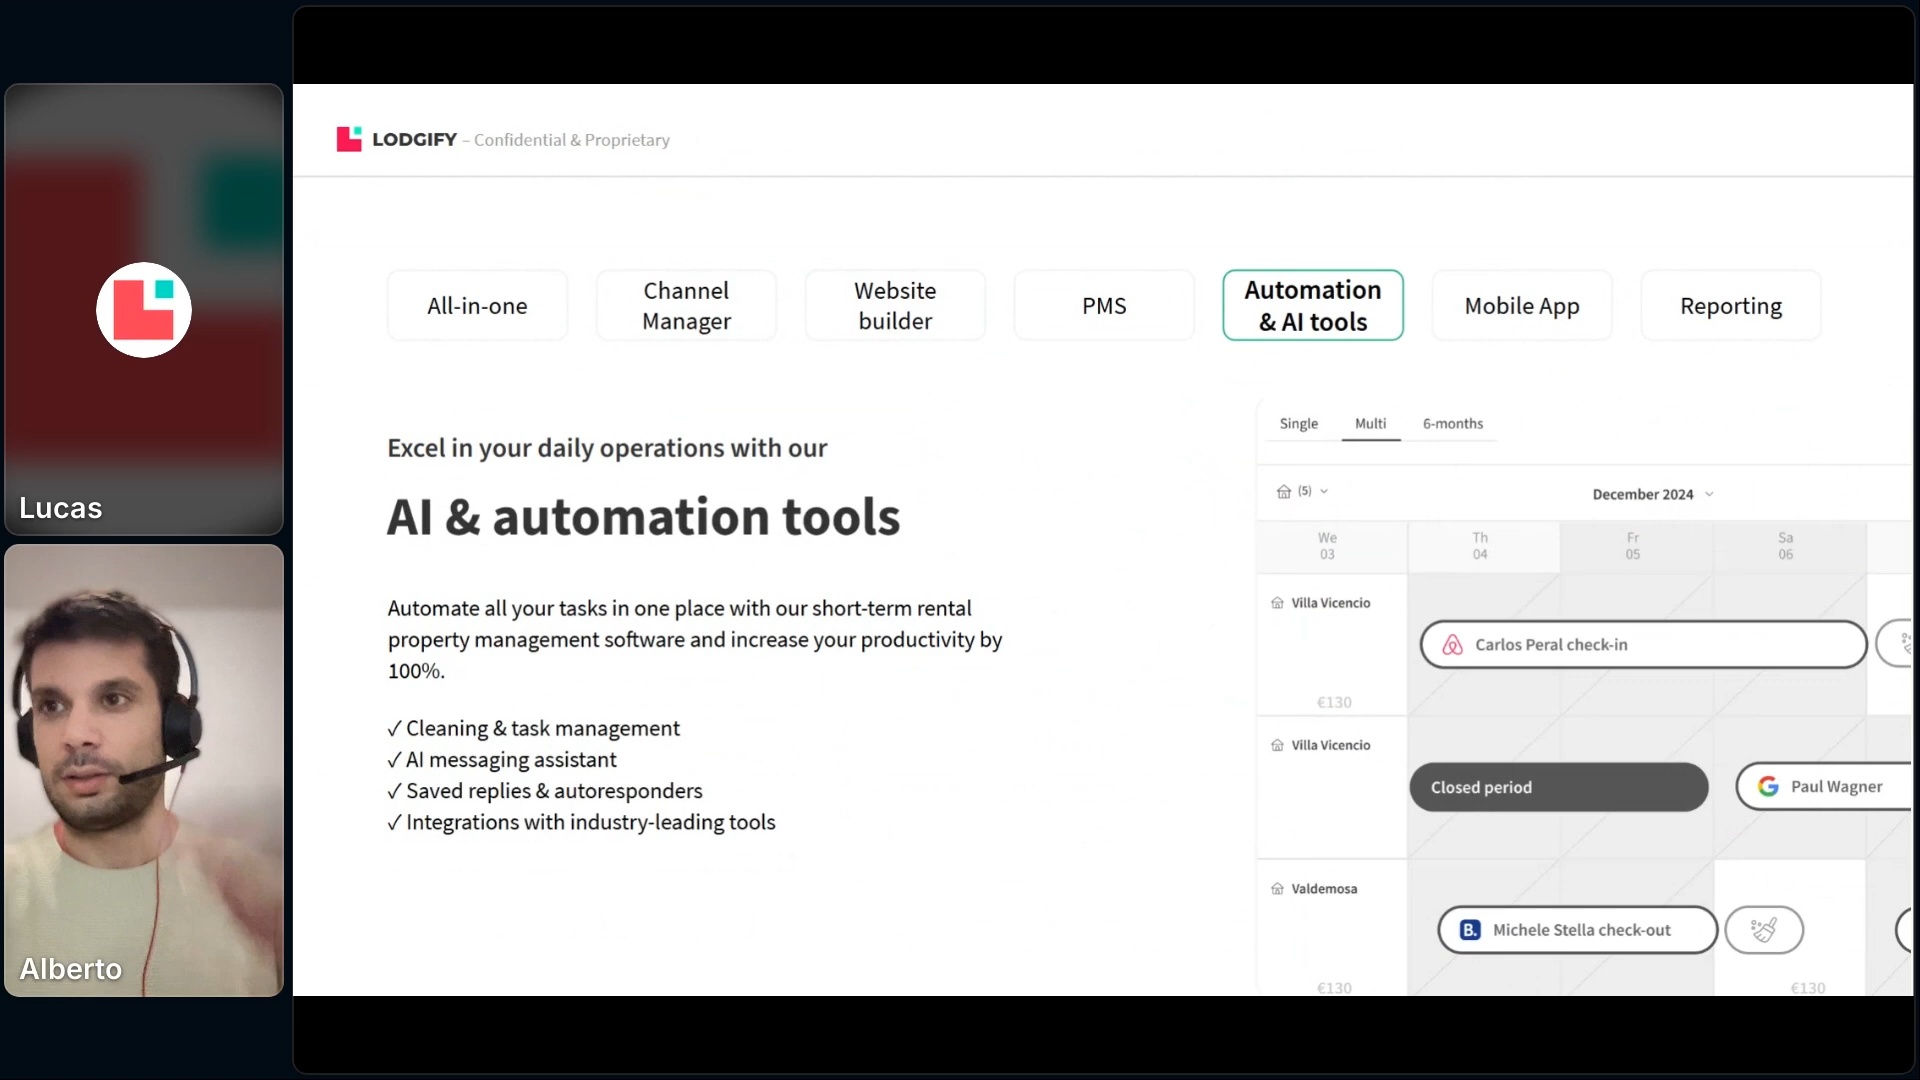 Lucas
Alberto
LODGIFY – Confidential & Proprietary
All-in-one
Channel
Manager
Website
builder
PMS
Automation
& AI tools
Mobile App
Reporting
Excel in your daily operations with our
AI & automation tools
Automate all your tasks in one place with our short-term rental
property management software and increase your productivity by
100%.
✓ Cleaning & task management
✓ AI messaging assistant
✓ Saved replies & autoresponders
✓ Integrations with industry-leading tools
Single Multi 6-months
(5) December 2024
We Th Fr Sa
03 04 05 06
Villa Vicencio
Carlos Peral check-in
€130
Villa Vicencio
Closed period
Paul Wagner
Valdemosa
B. Michele Stella check-out
€130 €130